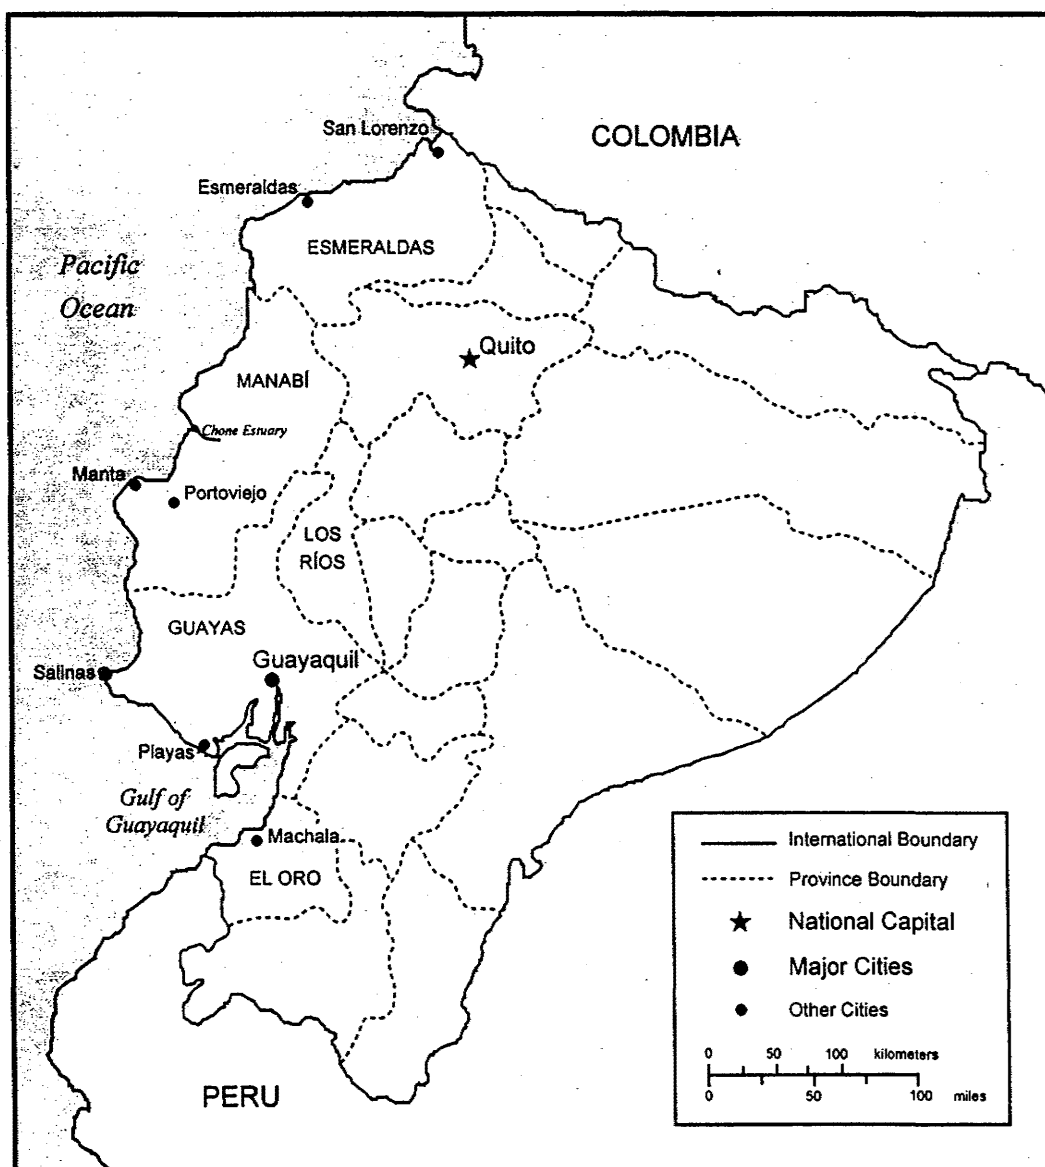 San Lorenzo
COLOMBIA
Esmeraldas
ESMERALDAS
Pacific
Ocean
Quito
MANABÍ
Chone Estuary
Manta
Portoviejo
LOS
RÍOS
GUAYAS
Guayaquil
Salinas
Playas
Gulf of
Guayaquil
Machala
EL ORO
PERU
International Boundary
Province Boundary
National Capital
Major Cities
Other Cities
0 50 100 kilometers
0 50 100 miles